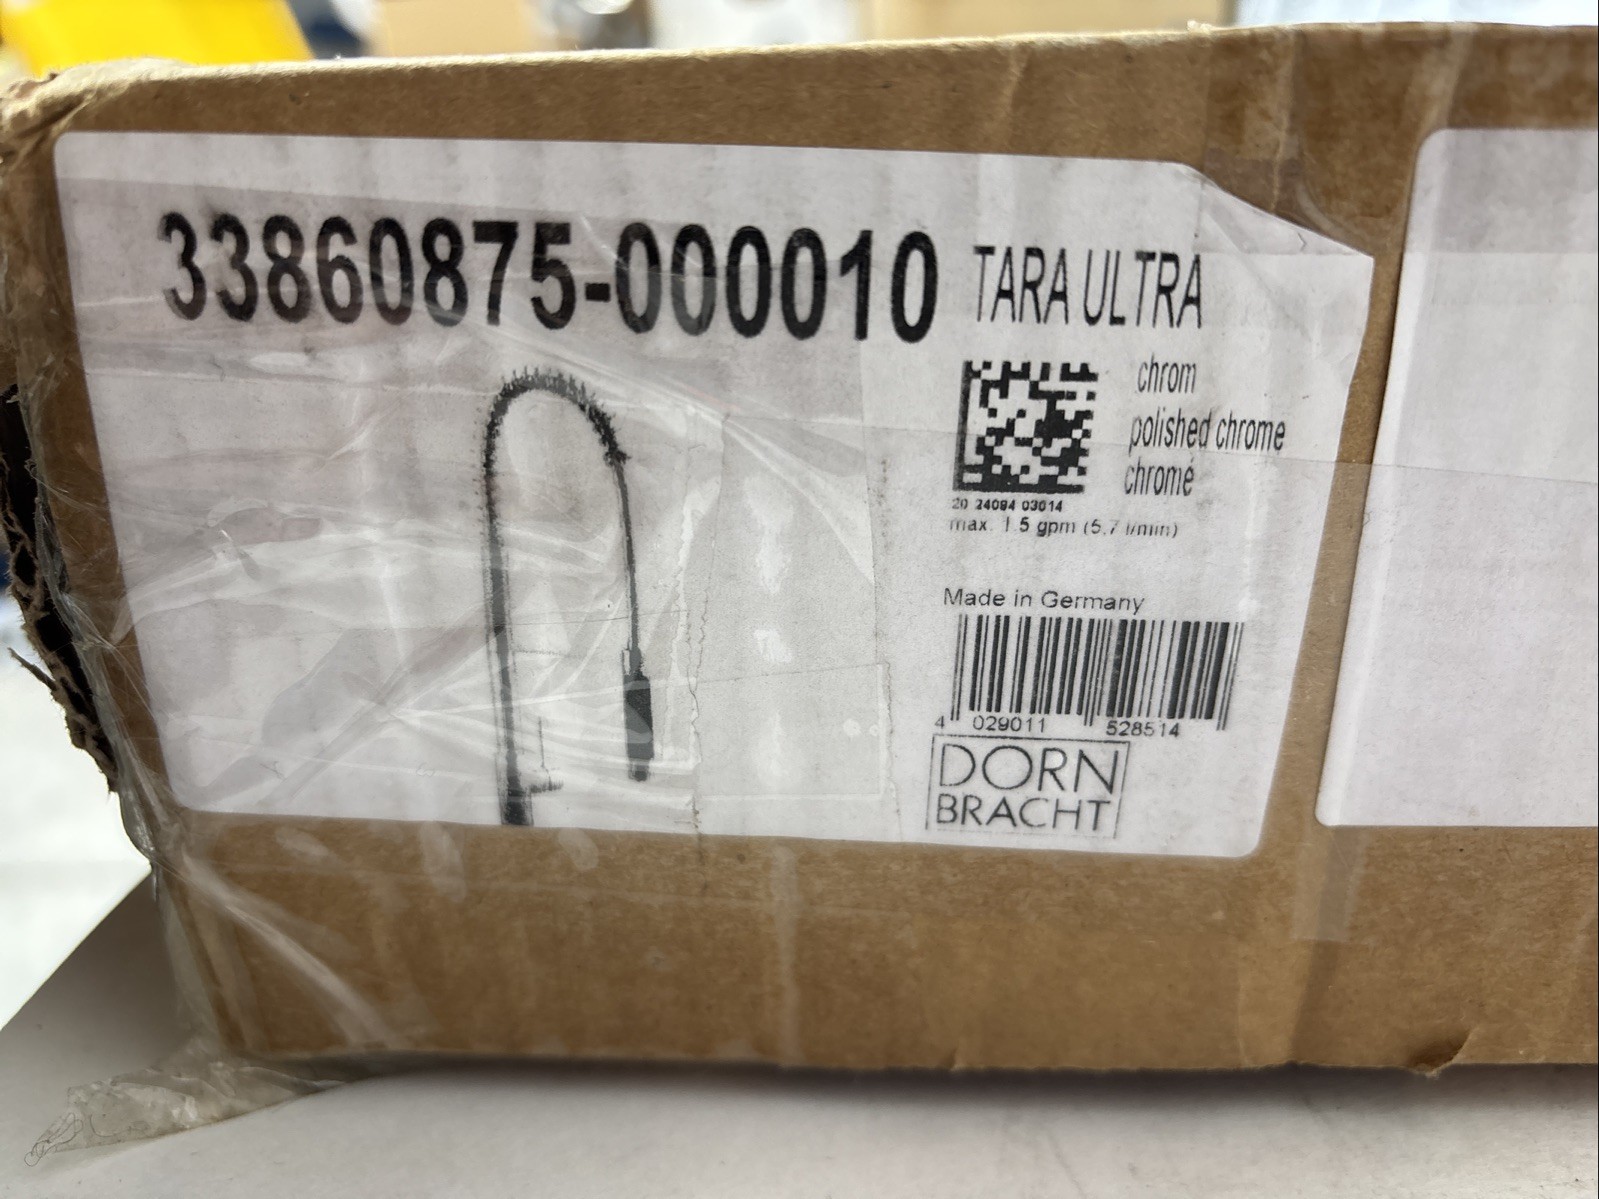 33860875-000010 TARA ULTRA
chrom
polished chrome
chromé
20 24094 03014
max. 1.5 gpm (5,7 l/min)
Made in Germany
4 029011 528514
DORN
BRACHT